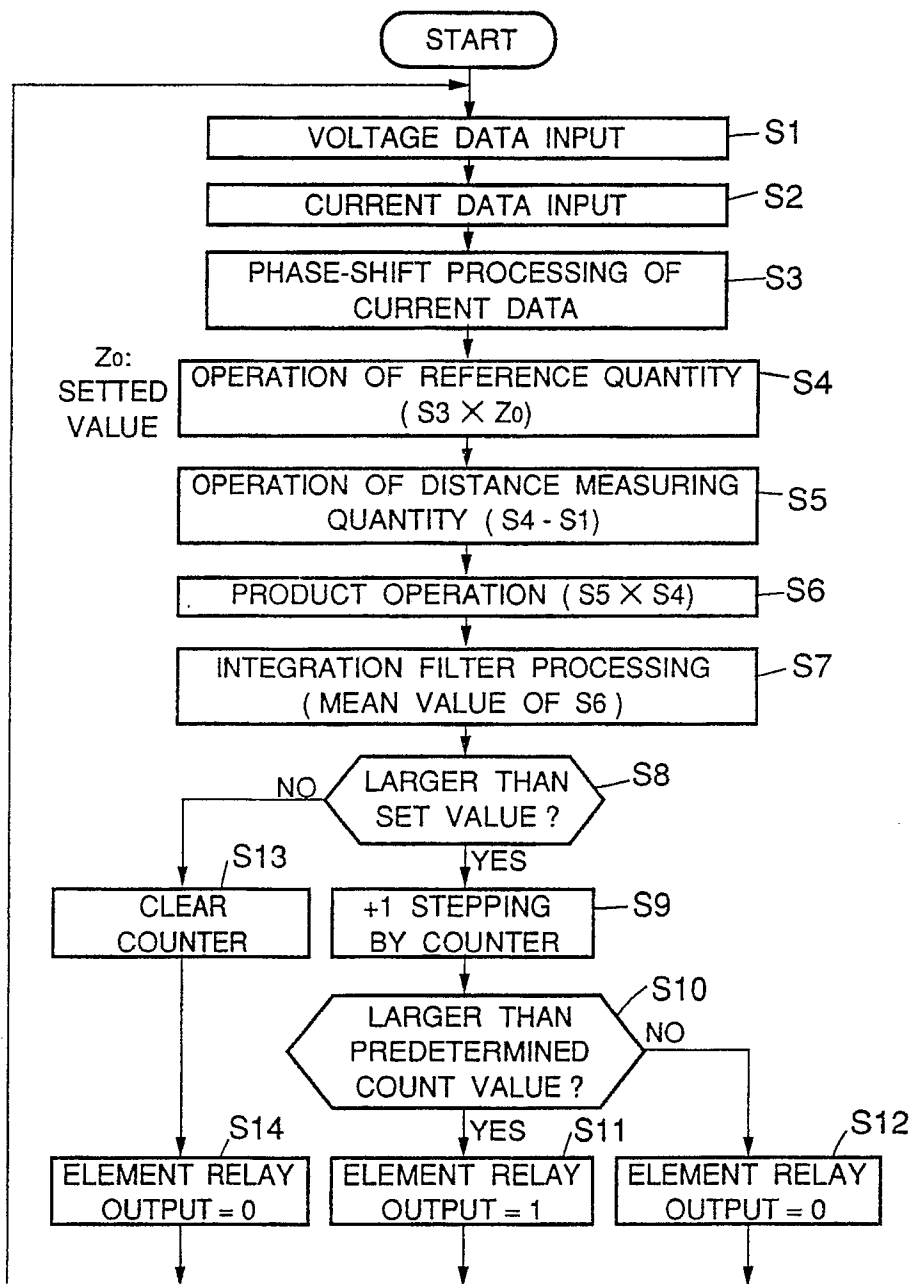 START
VOLTAGE DATA INPUT
S1
CURRENT DATA INPUT
S2
PHASE-SHIFT PROCESSING OF
CURRENT DATA
S3
Z0:
SETTED
VALUE
OPERATION OF REFERENCE QUANTITY
( S3 × Z0)
S4
OPERATION OF DISTANCE MEASURING
QUANTITY ( S4 - S1)
S5
PRODUCT OPERATION ( S5 × S4)
S6
INTEGRATION FILTER PROCESSING
( MEAN VALUE OF S6 )
S7
LARGER THAN
SET VALUE ?
S8
NO
YES
S13
CLEAR
COUNTER
+1 STEPPING
BY COUNTER
S9
LARGER THAN
PREDETERMINED
COUNT VALUE ?
S10
NO
YES
S14
ELEMENT RELAY
OUTPUT = 0
S11
ELEMENT RELAY
OUTPUT = 1
S12
ELEMENT RELAY
OUTPUT = 0